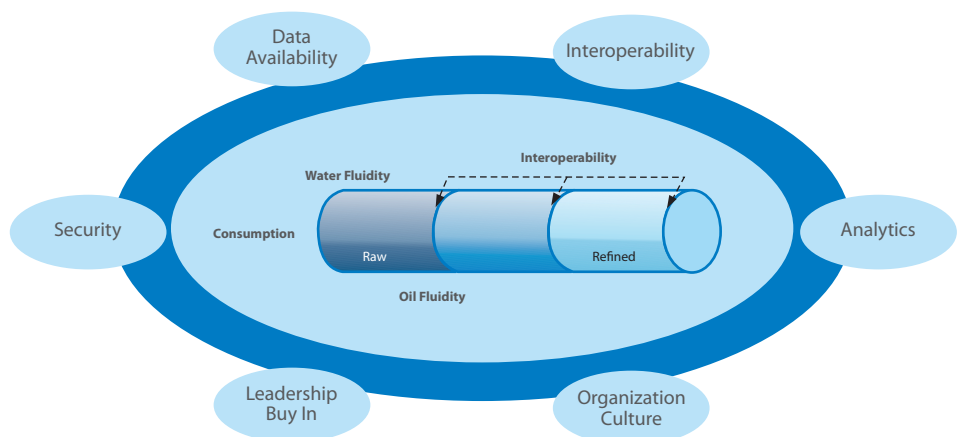 Data
Availability
Interoperability
Interoperability
Water Fluidity
Security
Consumption
Analytics
Raw
Refined
Oil Fluidity
Leadership
Buy In
Organization
Culture